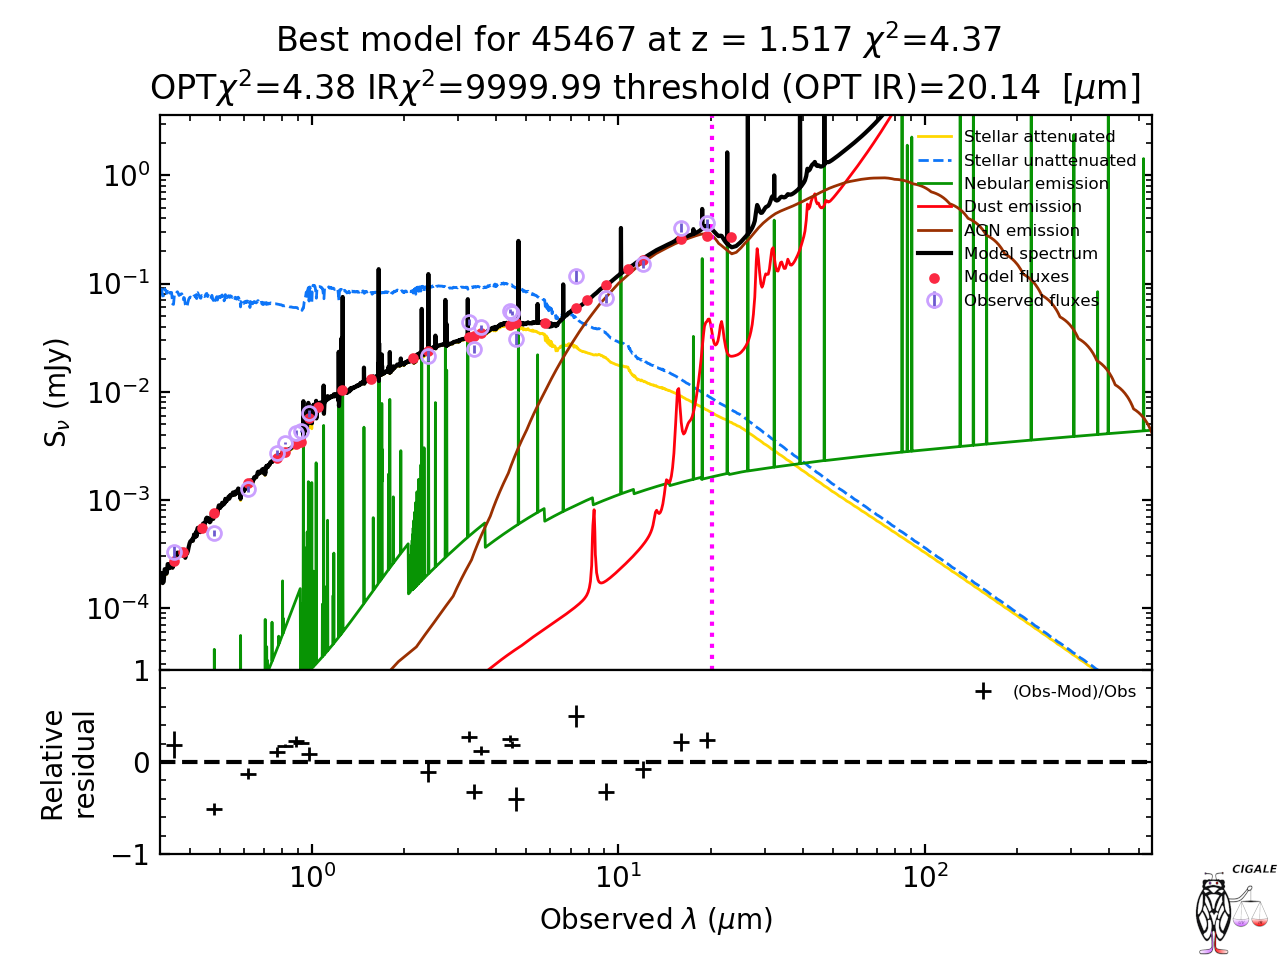 Best model for 45467 at z = 1.517 χ²=4.37
OPTχ²=4.38 IRχ²=9999.99 threshold (OPT IR)=20.14 [μm]
Stellar attenuated
Stellar unattenuated
Nebular emission
Dust emission
AGN emission
Model spectrum
Model fluxes
Observed fluxes
10⁰
10⁻¹
10⁻²
10⁻³
10⁻⁴
S_ν (mJy)
(Obs-Mod)/Obs
1
0
−1
Relative
residual
10⁰ 10¹ 10²
Observed λ (μm)
CIGALE